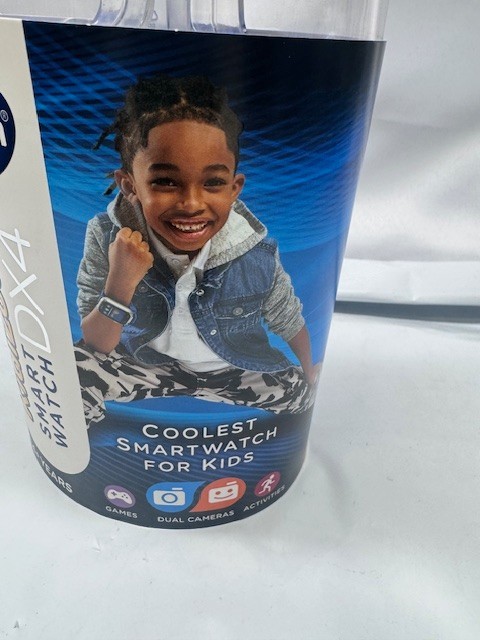 SMART
WATCH DX4
YEARS
COOLEST
SMARTWATCH
FOR KIDS
GAMES
DUAL CAMERAS
ACTIVITIES